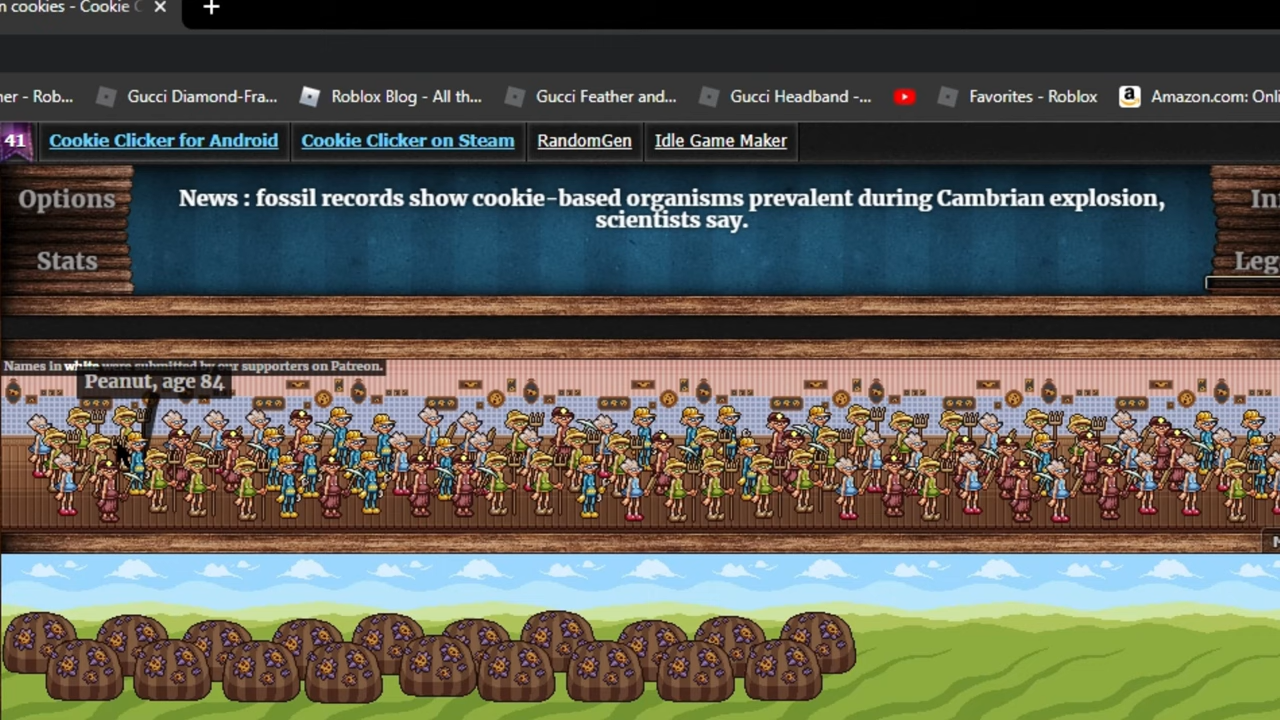 n cookies - Cookie
ner - Rob...
Gucci Diamond-Fra...
Roblox Blog - All th...
Gucci Feather and...
Gucci Headband -...
Favorites - Roblox
Amazon.com: Onli
41
Cookie Clicker for Android
Cookie Clicker on Steam
RandomGen
Idle Game Maker
Options
News : fossil records show cookie-based organisms prevalent during Cambrian explosion,
scientists say.
In
Stats
Leg
Names in white were submitted by our supporters on Patreon.
Peanut, age 84